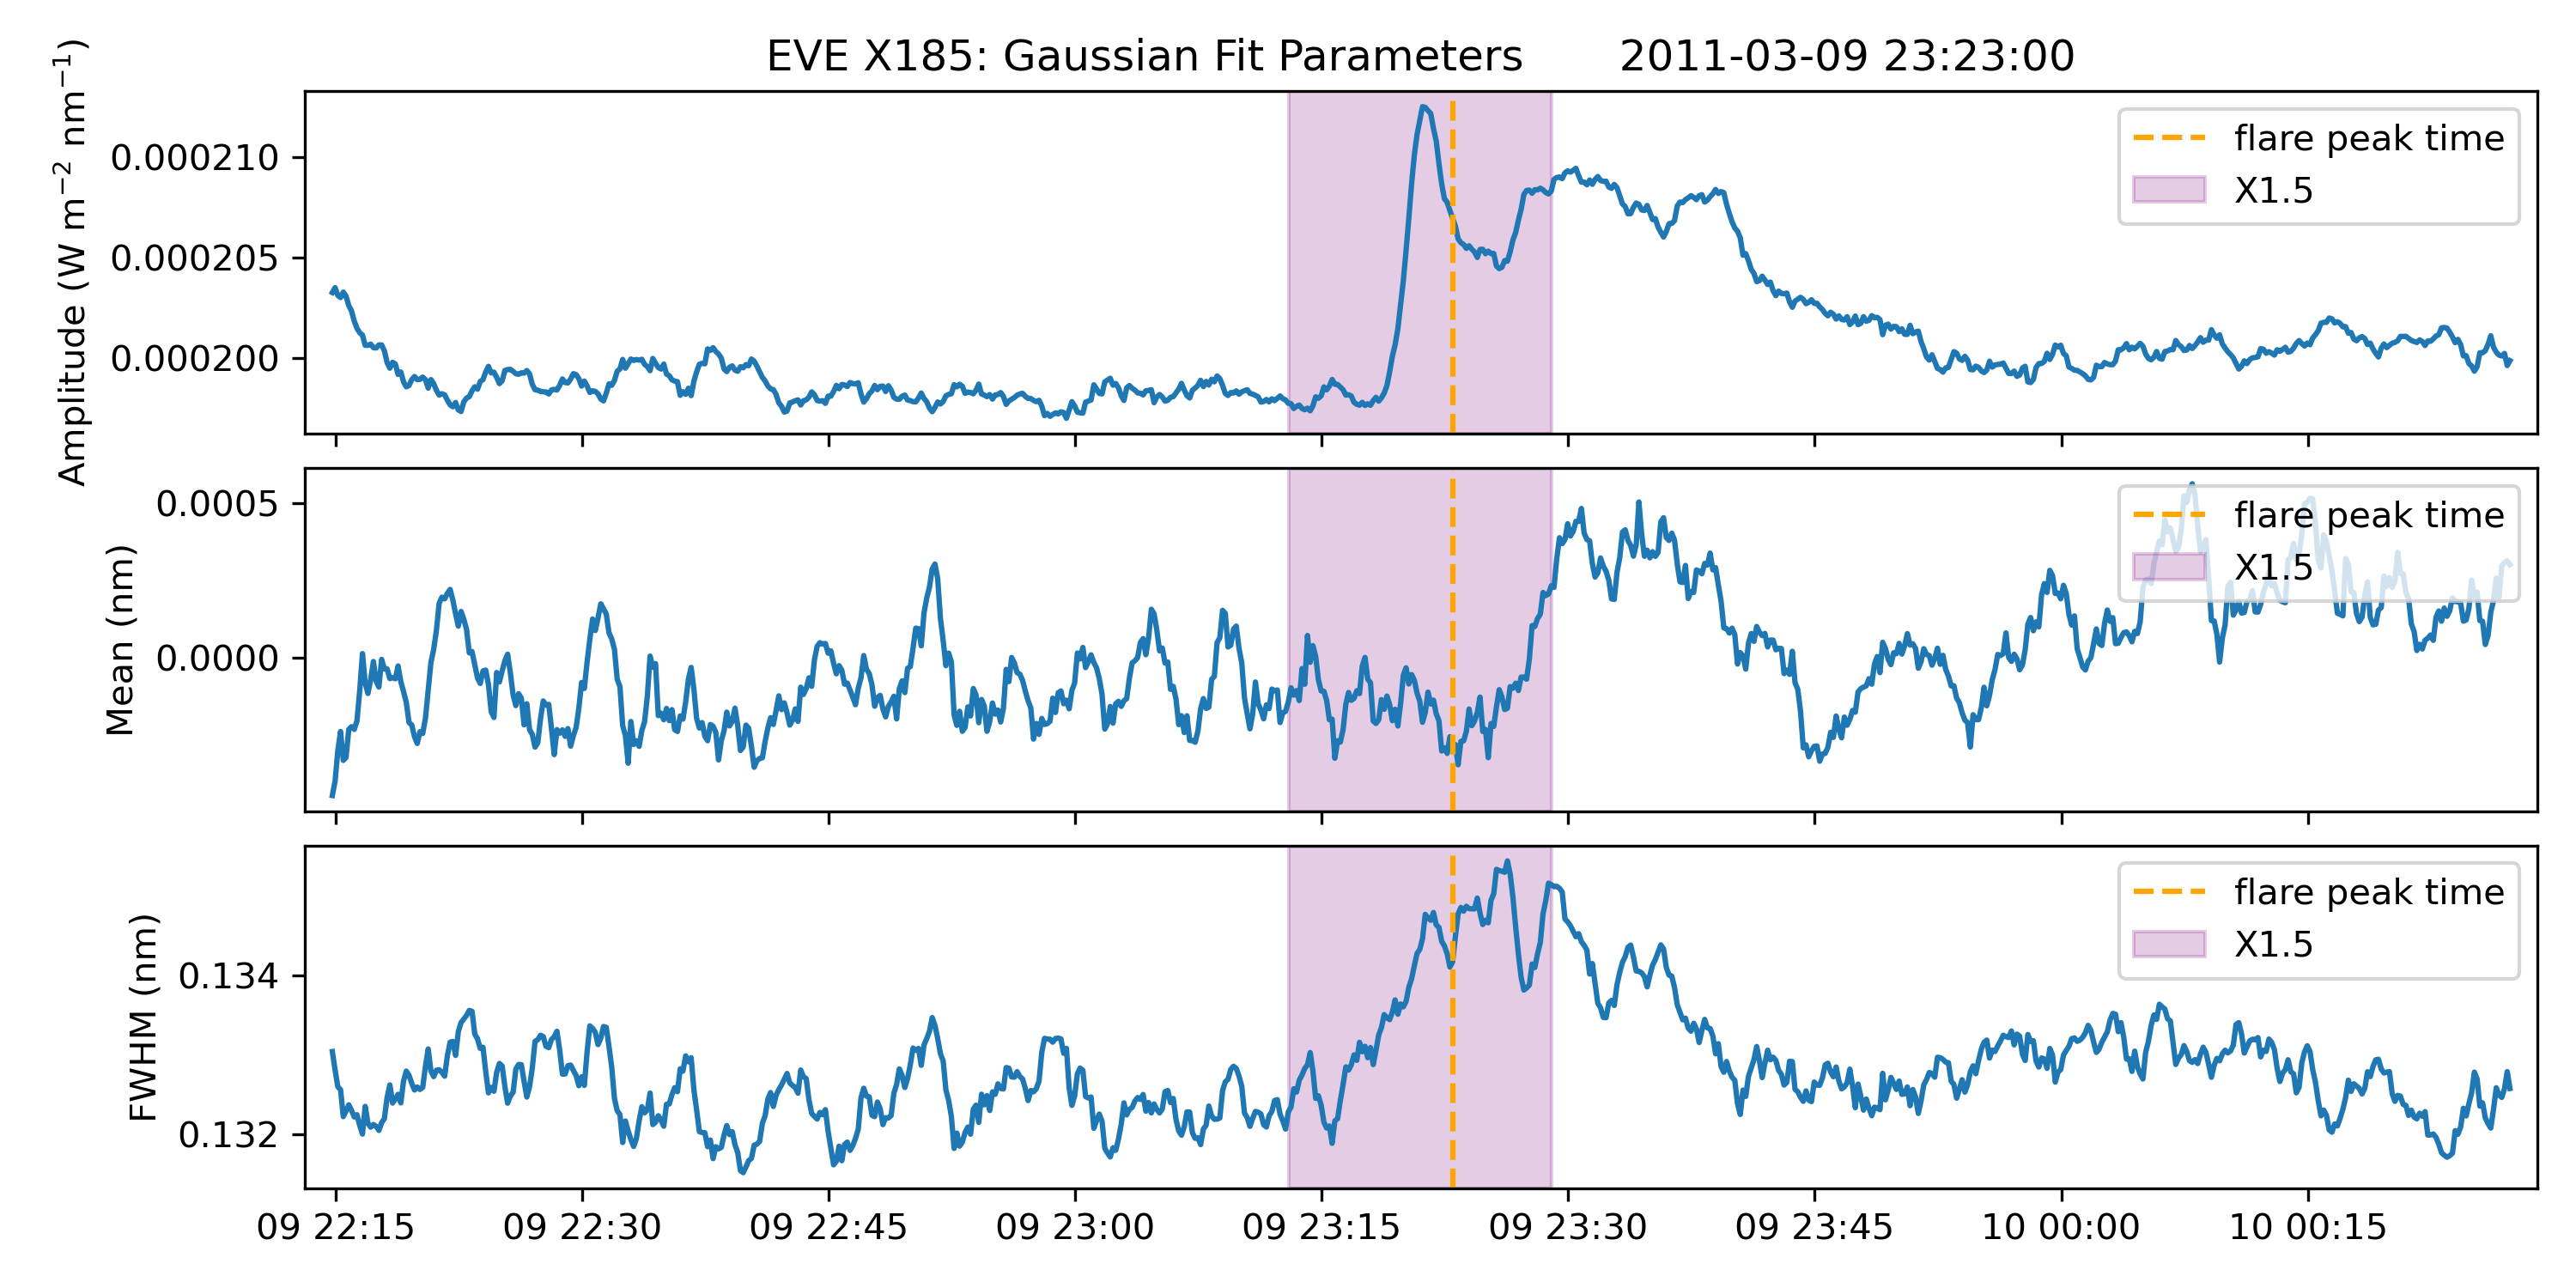 EVE X185: Gaussian Fit Parameters 2011-03-09 23:23:00
Amplitude (W m⁻² nm⁻¹)
0.000210
0.000205
0.000200
flare peak time
X1.5
Mean (nm)
0.0005
0.0000
flare peak time
X1.5
FWHM (nm)
0.134
0.132
flare peak time
X1.5
09 22:15 09 22:30 09 22:45 09 23:00 09 23:15 09 23:30 09 23:45 10 00:00 10 00:15